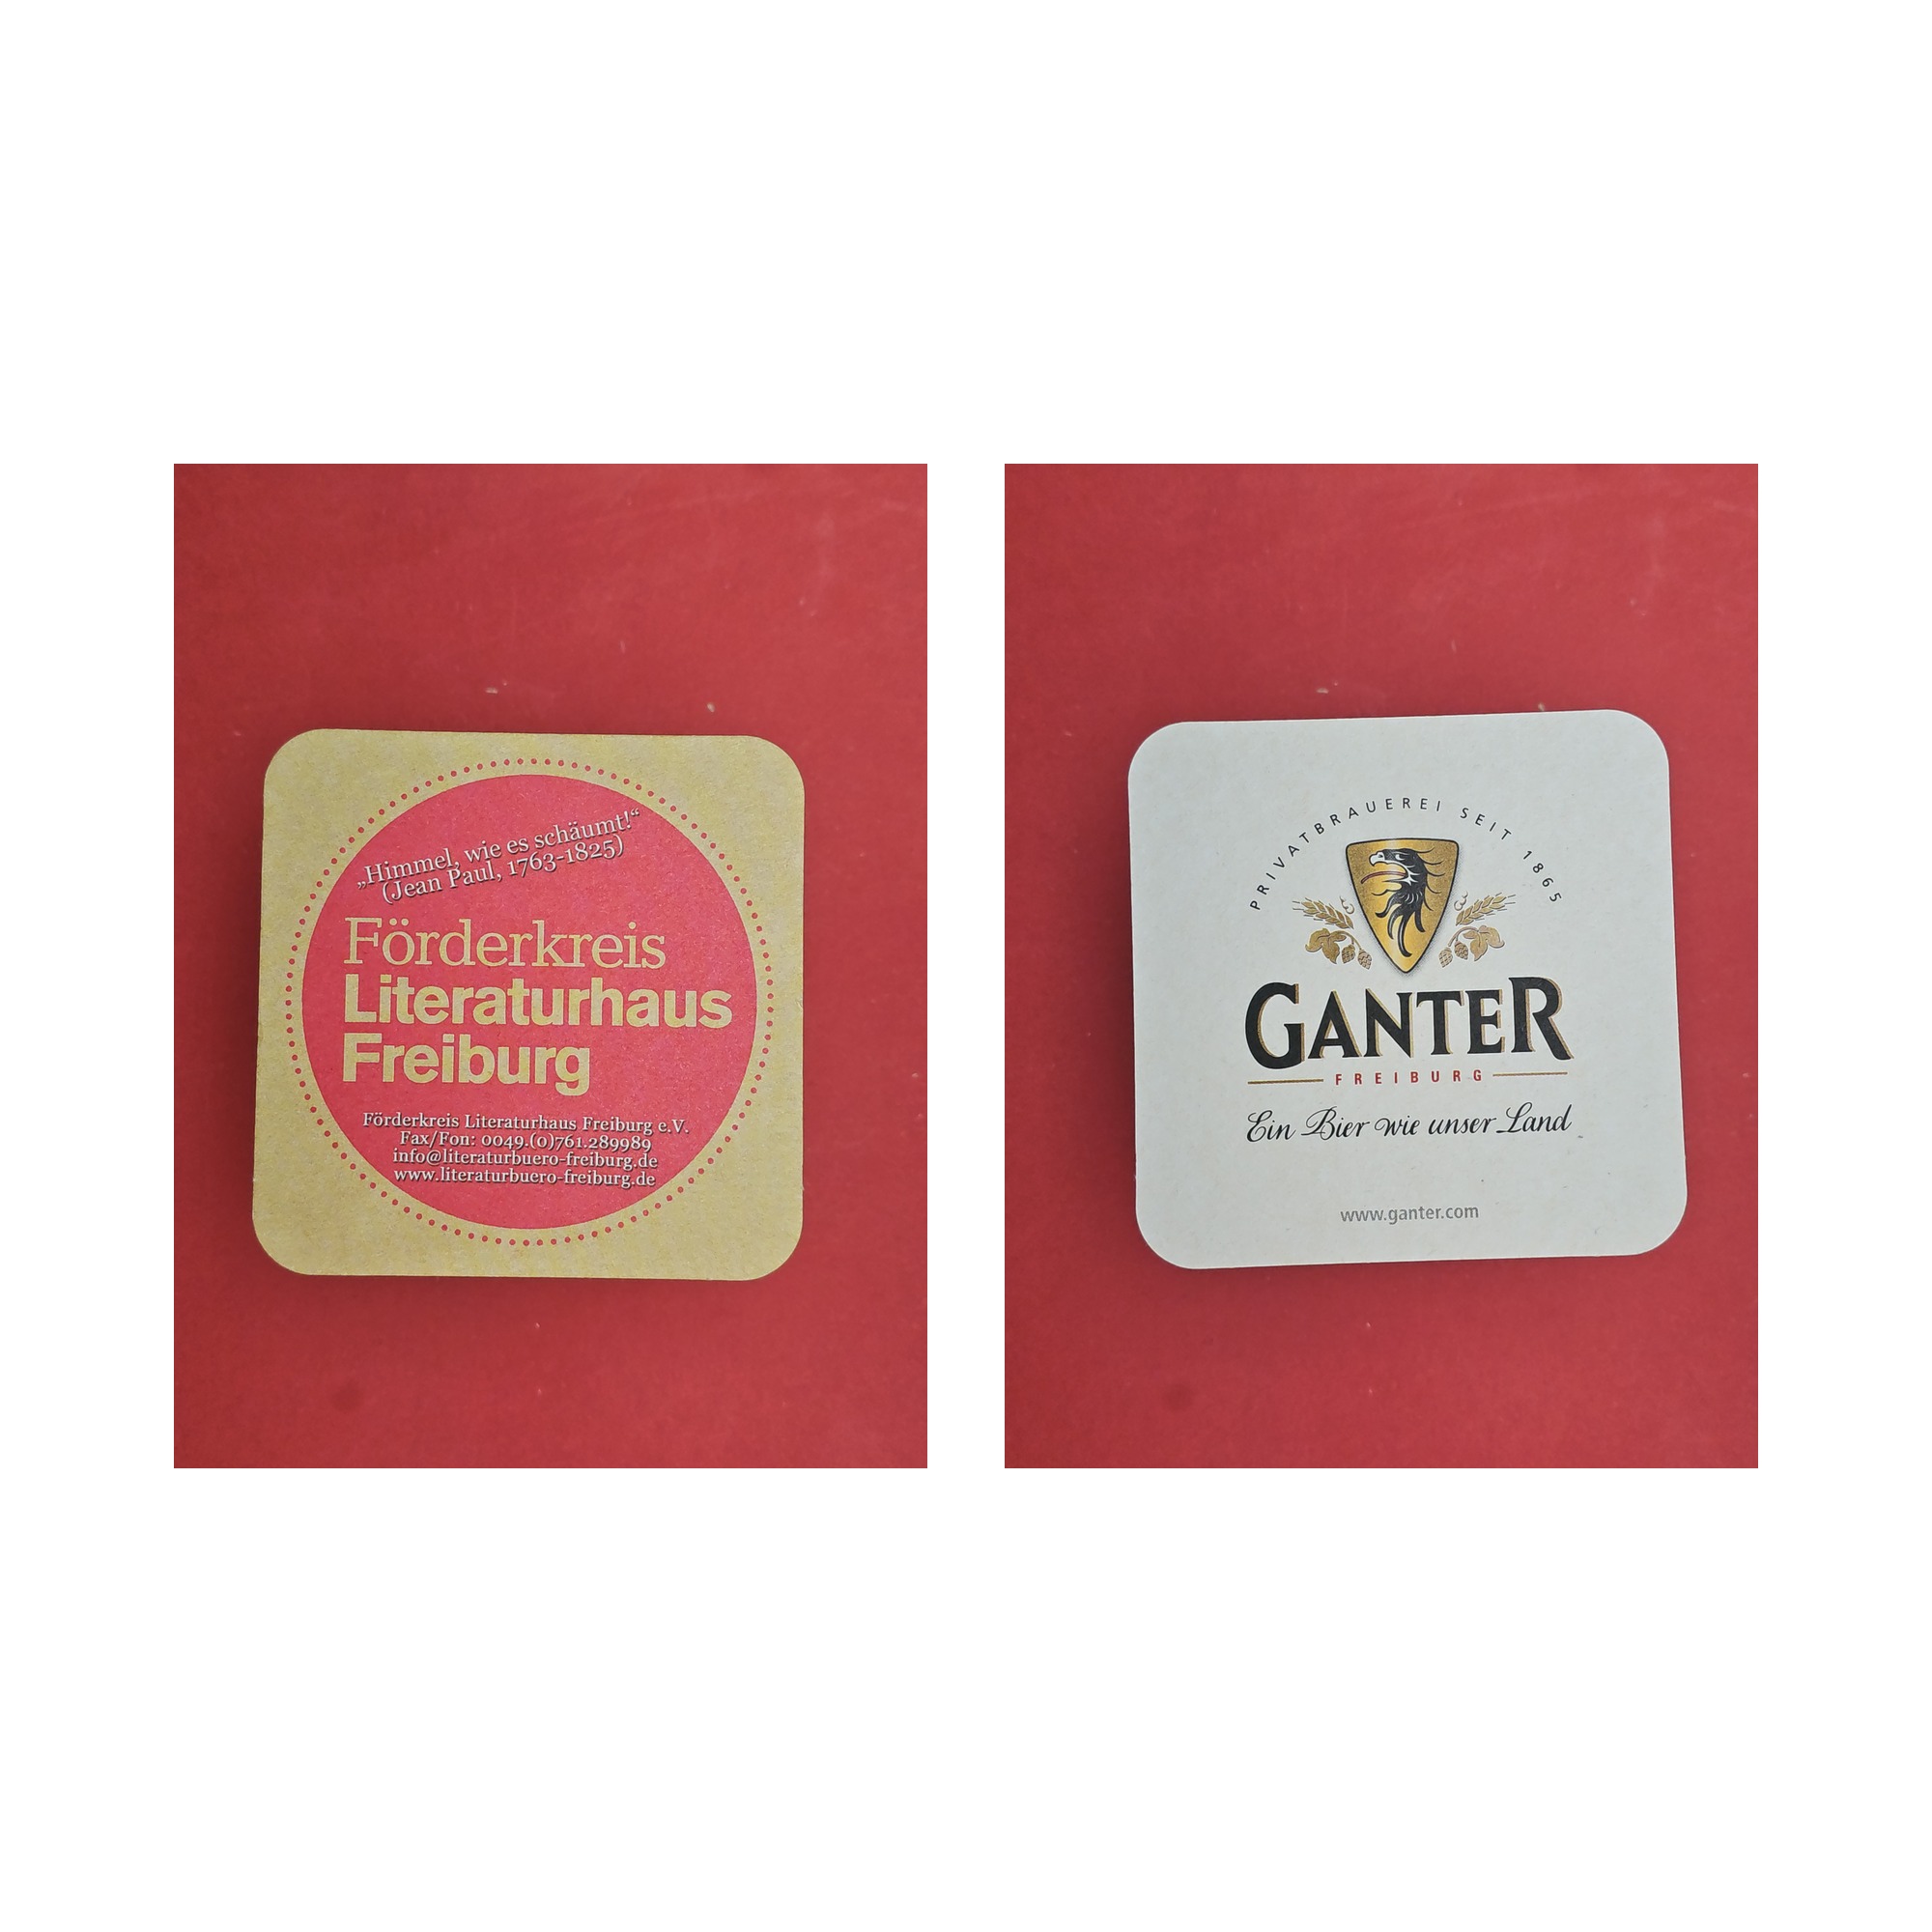 „Himmel, wie es schäumt!“
(Jean Paul, 1763-1825)
Förderkreis
Literaturhaus
Freiburg
Förderkreis Literaturhaus Freiburg e.V.
Fax/Fon: 0049.(0)761.289989
info@literaturbuero-freiburg.de
www.literaturbuero-freiburg.de
PRIVATBRAUEREI SEIT 1865
GANTER
FREIBURG
Ein Bier wie unser Land
www.ganter.com